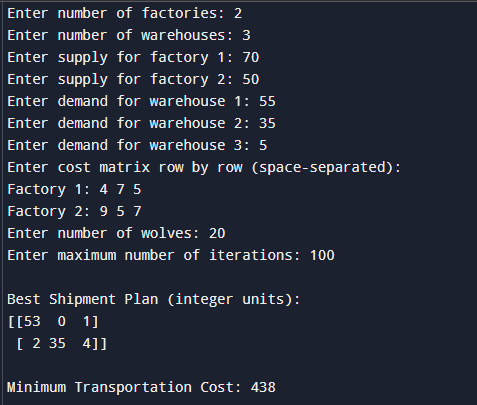 Enter number of factories: 2
Enter number of warehouses: 3
Enter supply for factory 1: 70
Enter supply for factory 2: 50
Enter demand for warehouse 1: 55
Enter demand for warehouse 2: 35
Enter demand for warehouse 3: 5
Enter cost matrix row by row (space-separated):
Factory 1: 4 7 5
Factory 2: 9 5 7
Enter number of wolves: 20
Enter maximum number of iterations: 100
Best Shipment Plan (integer units):
[[53  0  1]
 [ 2 35  4]]
Minimum Transportation Cost: 438